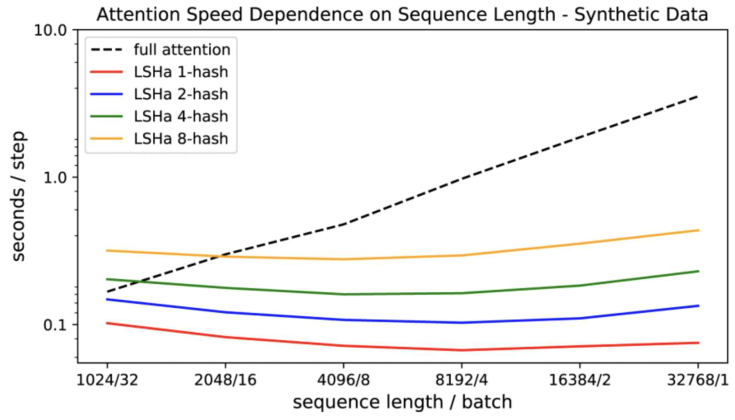 Attention Speed Dependence on Sequence Length - Synthetic Data
10.0
full attention
LSHa 1-hash
LSHa 2-hash
LSHa 4-hash
LSHa 8-hash
seconds / step
1.0
0.1
1024/32 2048/16 4096/8 8192/4 16384/2 32768/1
sequence length / batch